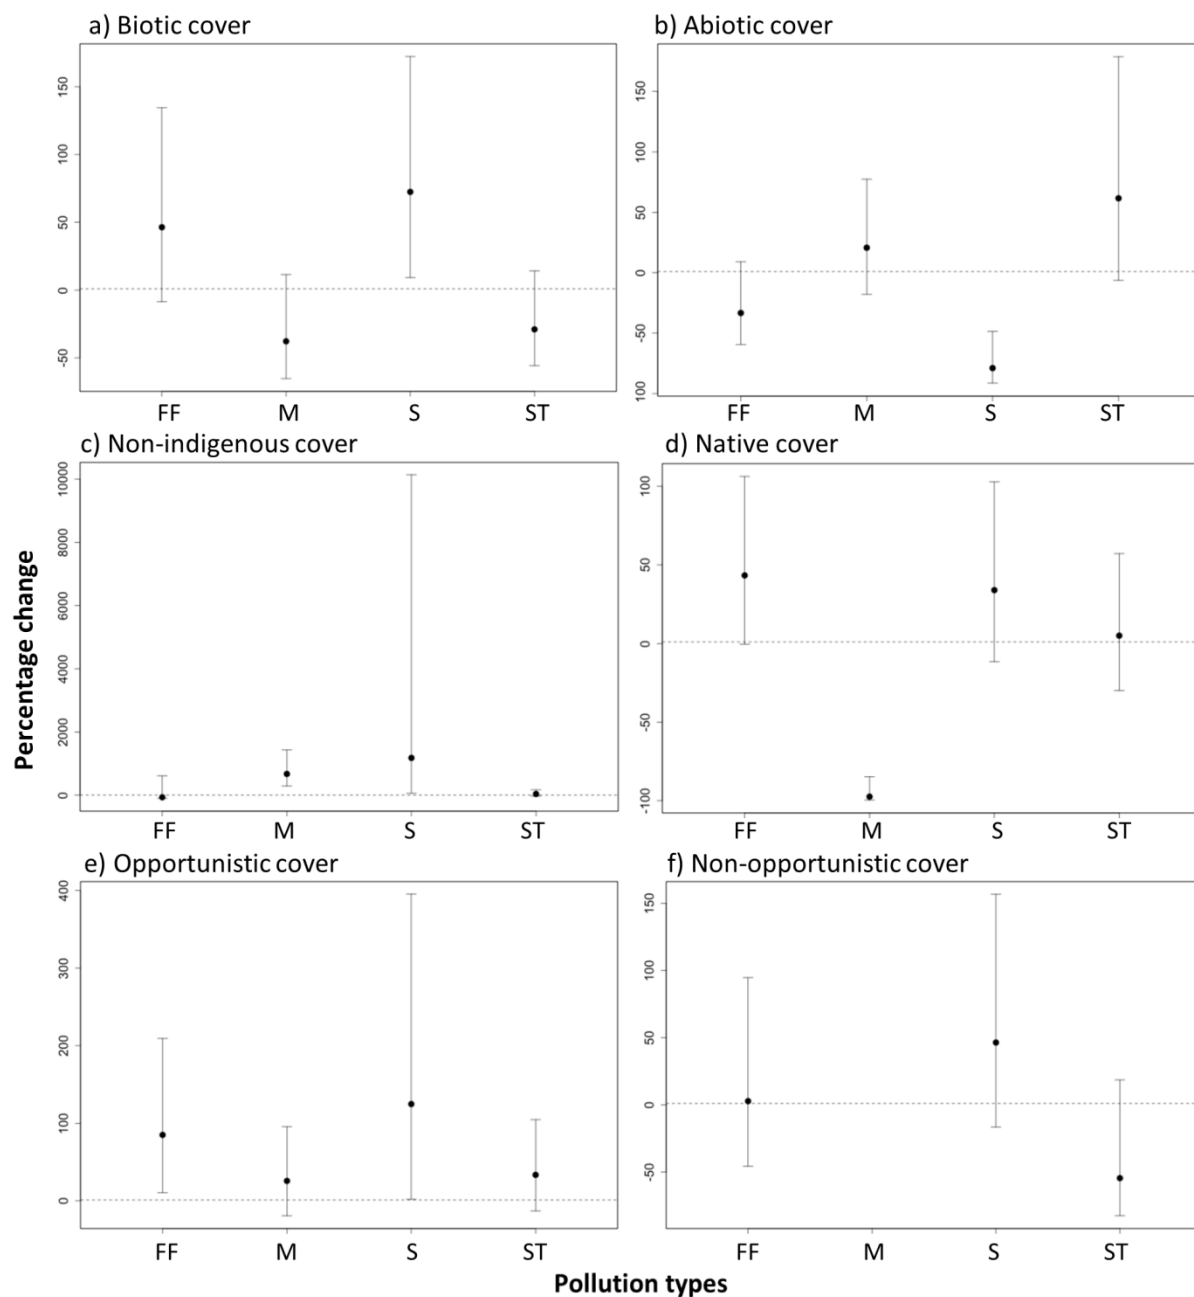 a) Biotic cover
b) Abiotic cover
150
100
50
0
-50
150
100
50
0
-50
100
FF M S ST
FF M S ST
c) Non-indigenous cover
d) Native cover
10000
8000
6000
4000
2000
0
100
50
0
-50
-100
Percentage change
FF M S ST
FF M S ST
e) Opportunistic cover
f) Non-opportunistic cover
400
300
200
100
0
150
100
50
0
-50
FF M S ST
FF M S ST
Pollution types